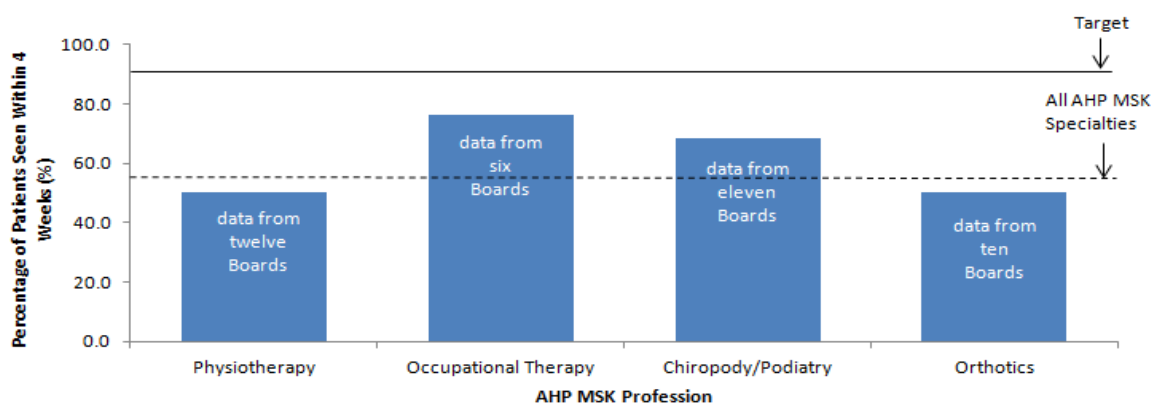 Target
100.0
80.0
60.0
40.0
20.0
0.0
Percentage of Patients Seen Within 4
Weeks (%)
All AHP MSK
Specialties
data from
twelve
Boards
data from
six
Boards
data from
eleven
Boards
data from
ten
Boards
Physiotherapy
Occupational Therapy
Chiropody/Podiatry
Orthotics
AHP MSK Profession